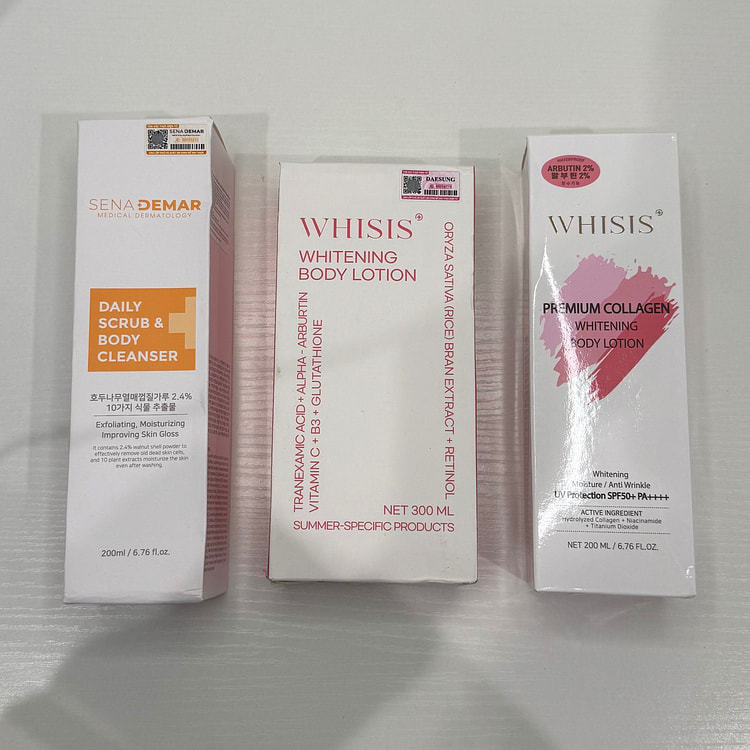 SENA DEMAR
SENA DEMAR
MEDICAL DERMATOLOGY
DAILY
SCRUB &
BODY
CLEANSER
호두나무열매껍질가루 2.4%
10가지 식물 추출물
Exfoliating, Moisturizing
Improving Skin Gloss
It contains 2.4% walnut shell powder to
effectively remove old dead skin cells,
and 10 plant extracts moisturize the skin
even after washing.
200ml / 6.76 fl.oz.
DAESUNG
WHISIS
WHITENING
BODY LOTION
TRANEXAMIC ACID + ALPHA - ARBURTIN
VITAMIN C + B3 + GLUTATHIONE
ORYZA SATIVA (RICE) BRAN EXTRACT + RETINOL
NET 300 ML
SUMMER-SPECIFIC PRODUCTS
WATERPROOF
ARBUTIN 2%
알부틴 2%
WHISIS
PREMIUM COLLAGEN
WHITENING
BODY LOTION
Whitening
Moisture / Anti Wrinkle
UV Protection SPF50+ PA++++
ACTIVE INGREDIENT
Hydrolyzed Collagen + Niacinamide
+ Titanium Dioxide
NET 200 ML / 6,76 FL.OZ.